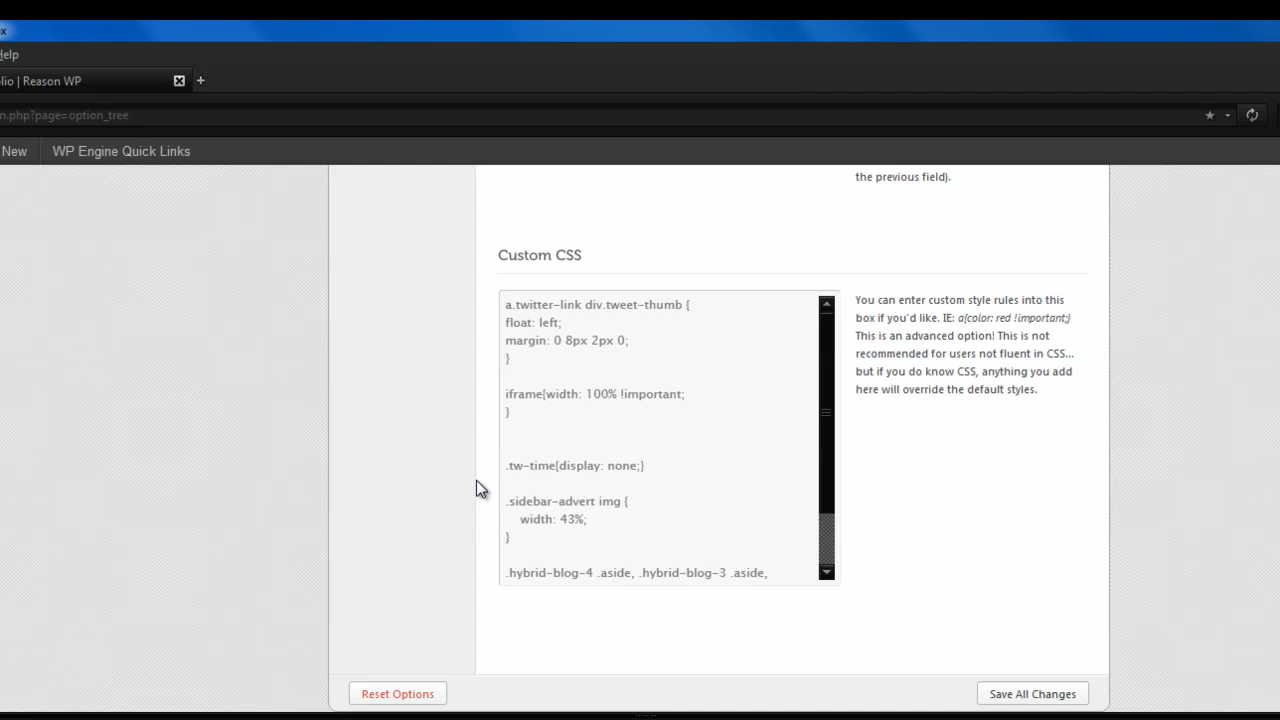 Help
lio | Reason WP
n.php?page=option_tree
New
WP Engine Quick Links
the previous field).
Custom CSS
a.twitter-link div.tweet-thumb {
float: left;
margin: 0 8px 2px 0;
}
iframe{width: 100% !important;
}
.tw-time{display: none;}
.sidebar-advert img {
width: 43%;
}
.hybrid-blog-4 .aside, .hybrid-blog-3 .aside,
You can enter custom style rules into this
box if you'd like. IE: a{color: red !important;}
This is an advanced option! This is not
recommended for users not fluent in CSS...
but if you do know CSS, anything you add
here will override the default styles.
Reset Options
Save All Changes